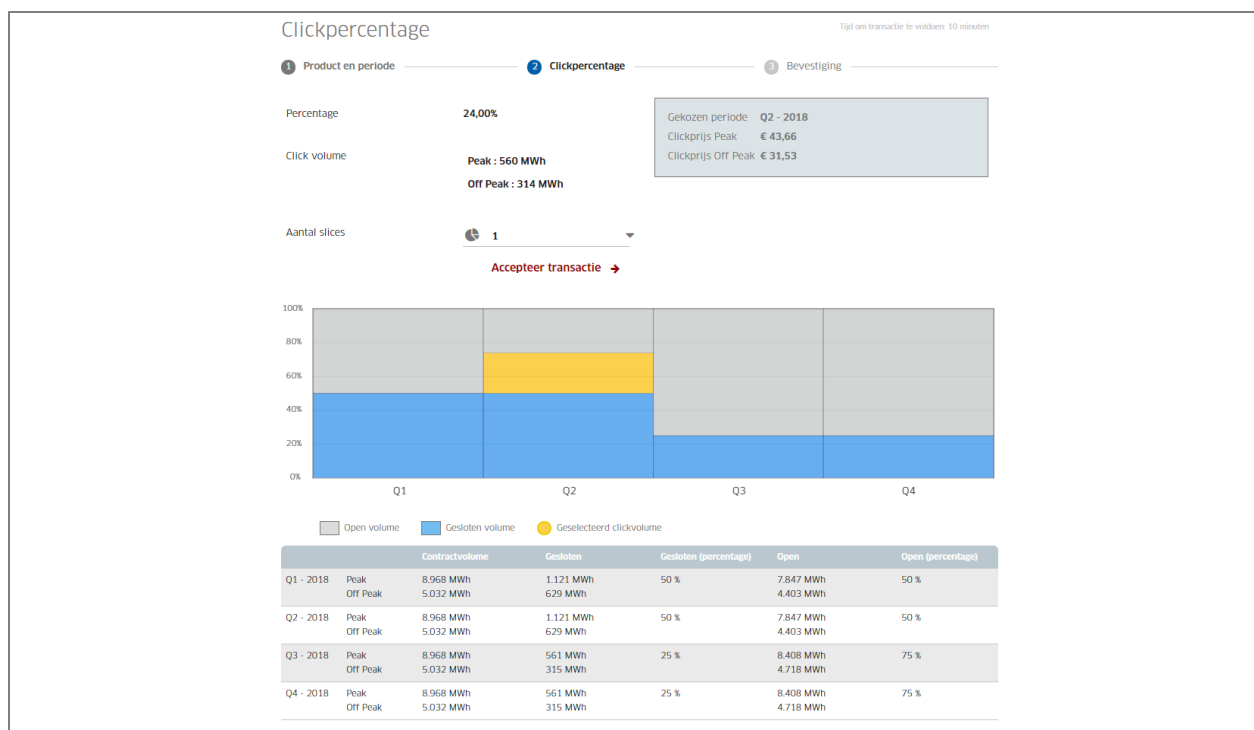 Clickpercentage
Tijd om transactie te voldoen: 10 minuten
1 Product en periode
2 Clickpercentage
3 Bevestiging
Percentage 24,00%
Gekozen periode Q2 - 2018
Clickprijs Peak € 43,66
Clickprijs Off Peak € 31,53
Click volume
Peak : 560 MWh
Off Peak : 314 MWh
Aantal slices 1
Accepteer transactie
100%
80%
60%
40%
20%
0%
Q1 Q2 Q3 Q4
Open volume Gesloten volume Geselecteerd clickvolume
Contractvolume Gesloten Gesloten (percentage) Open Open (percentage)
Q1 - 2018 Peak 8.968 MWh 1.121 MWh 50 % 7.847 MWh 50 %
Off Peak 5.032 MWh 629 MWh 4.403 MWh
Q2 - 2018 Peak 8.968 MWh 1.121 MWh 50 % 7.847 MWh 50 %
Off Peak 5.032 MWh 629 MWh 4.403 MWh
Q3 - 2018 Peak 8.968 MWh 561 MWh 25 % 8.408 MWh 75 %
Off Peak 5.032 MWh 315 MWh 4.718 MWh
Q4 - 2018 Peak 8.968 MWh 561 MWh 25 % 8.408 MWh 75 %
Off Peak 5.032 MWh 315 MWh 4.718 MWh